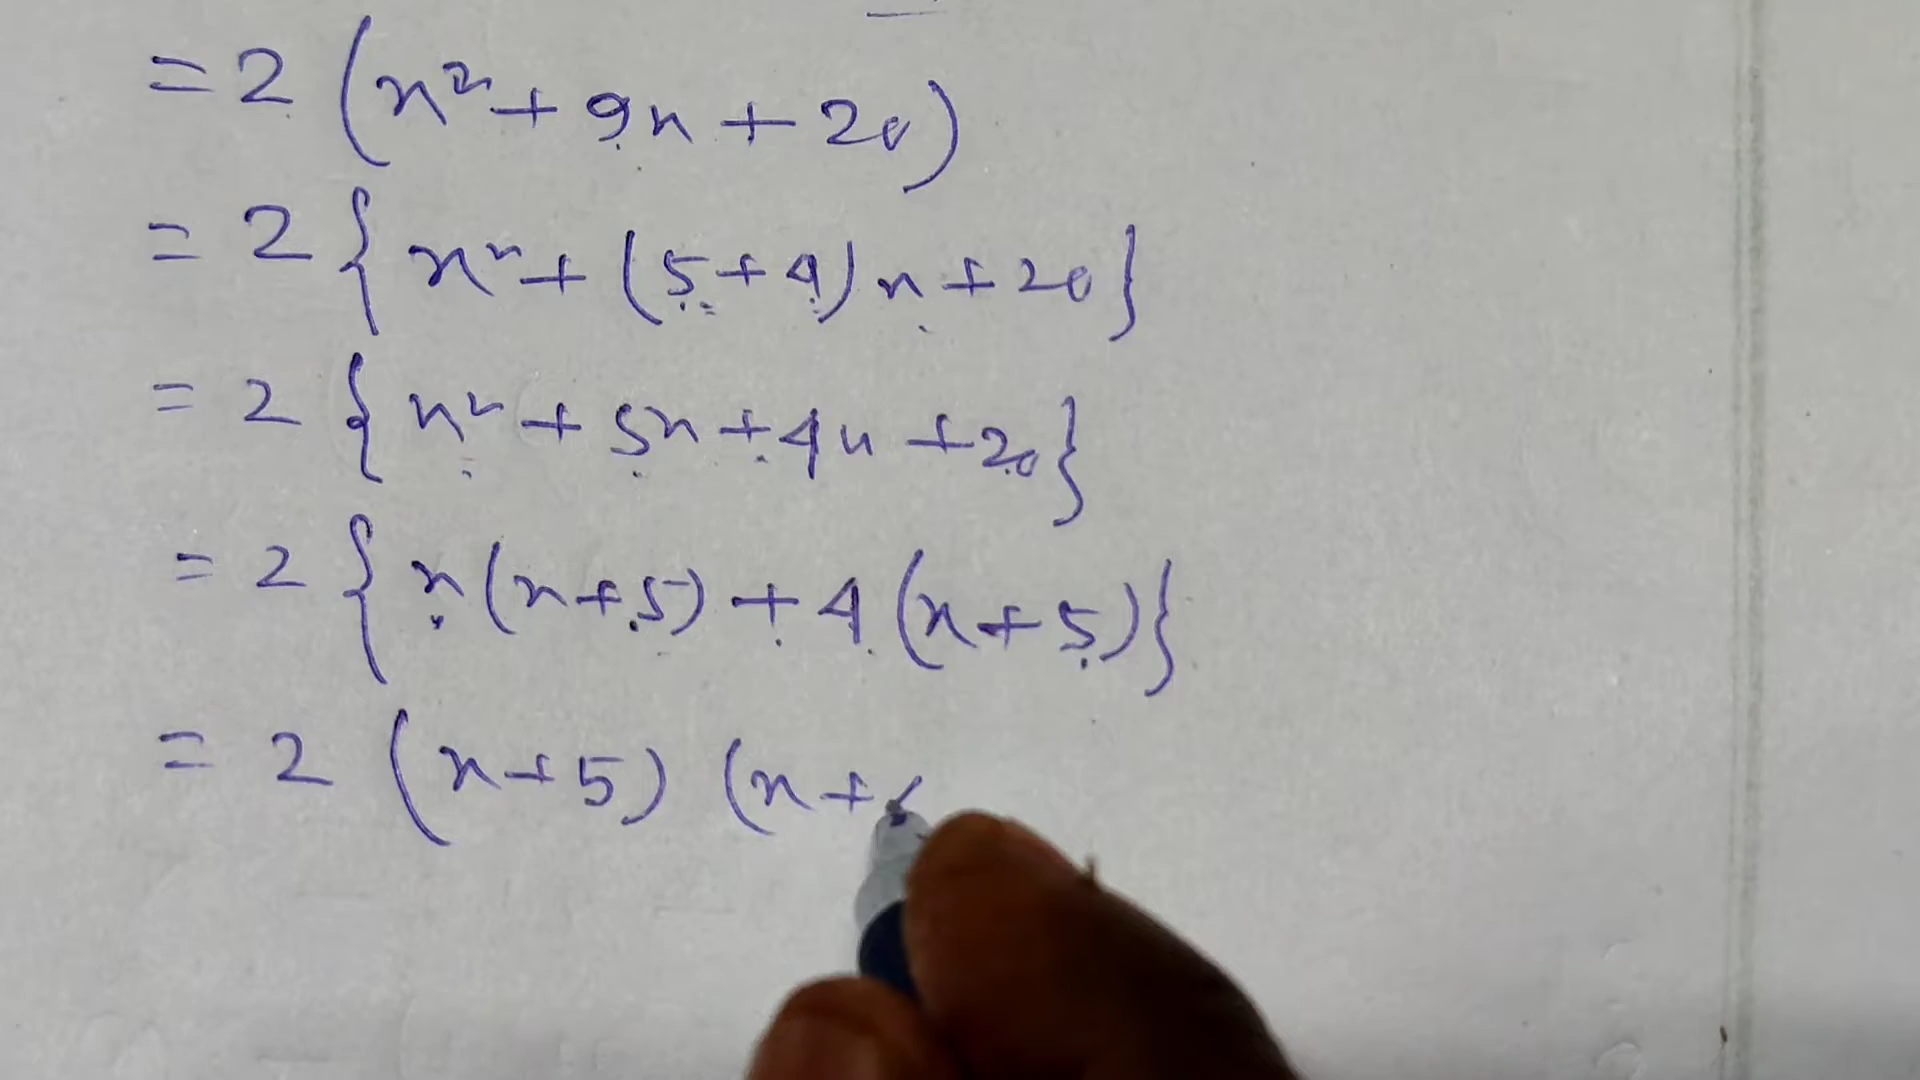 = 2 (x² + 9x + 20)
= 2 { x² + (5 + 4) x + 20 }
= 2 { x² + 5x + 4x + 20 }
= 2 { x (x + 5) + 4 (x + 5) }
= 2 (x + 5) (x +